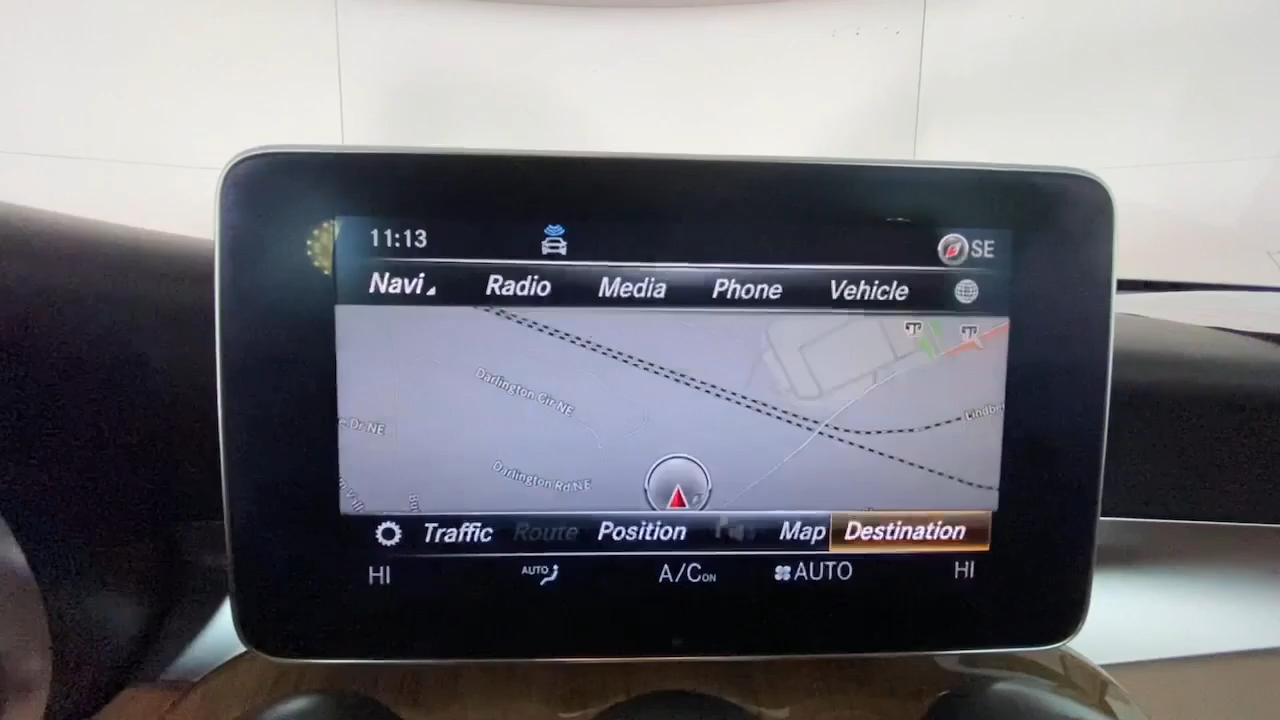 11:13 SE
Navi Radio Media Phone Vehicle
Darlington Cir NE
Dr NE
Darlington Rd NE
Traffic Route Position Map Destination
HI AUTO A/C ON AUTO HI